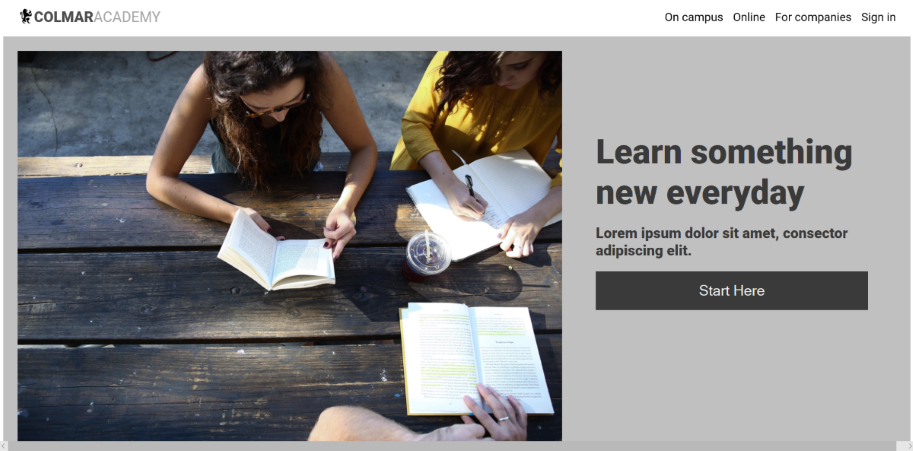 COLMARACADEMY
On campus Online For companies Sign in
Learn something
new everyday
Lorem ipsum dolor sit amet, consector
adipiscing elit.
Start Here